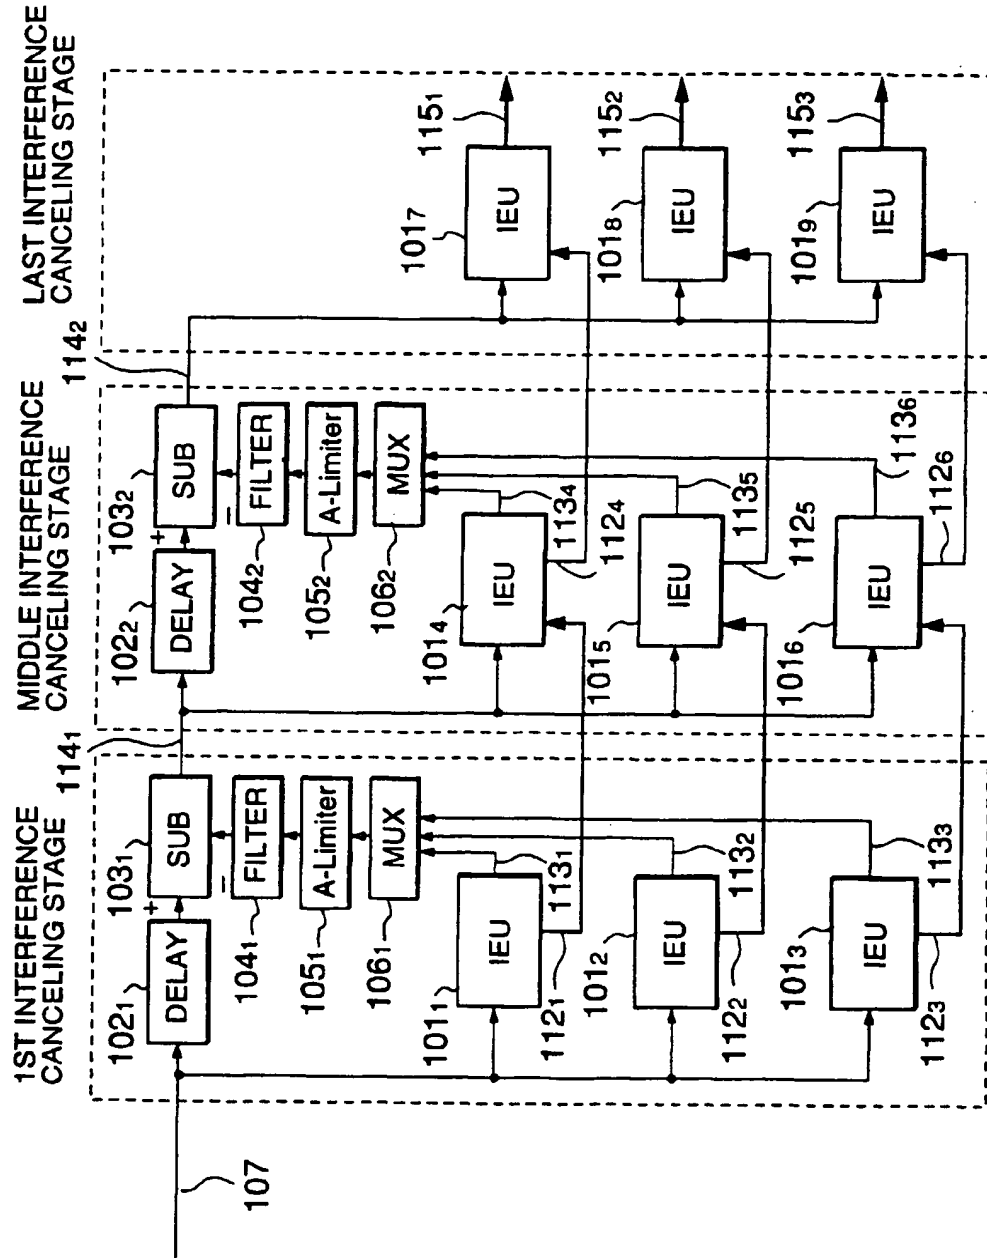 1ST INTERFERENCE
CANCELING STAGE
MIDDLE INTERFERENCE
CANCELING STAGE
LAST INTERFERENCE
CANCELING STAGE
107
114₁
114₂
102₁
DELAY
+
103₁
SUB
−
104₁
FILTER
105₁
A-Limiter
106₁
MUX
101₁
IEU
113₁
112₁
101₂
IEU
113₂
112₂
101₃
IEU
113₃
112₃
102₂
DELAY
+
103₂
SUB
−
104₂
FILTER
105₂
A-Limiter
106₂
MUX
101₄
IEU
113₄
112₄
101₅
IEU
113₅
112₅
101₆
IEU
113₆
112₆
101₇
IEU
115₁
101₈
IEU
115₂
101₉
IEU
115₃